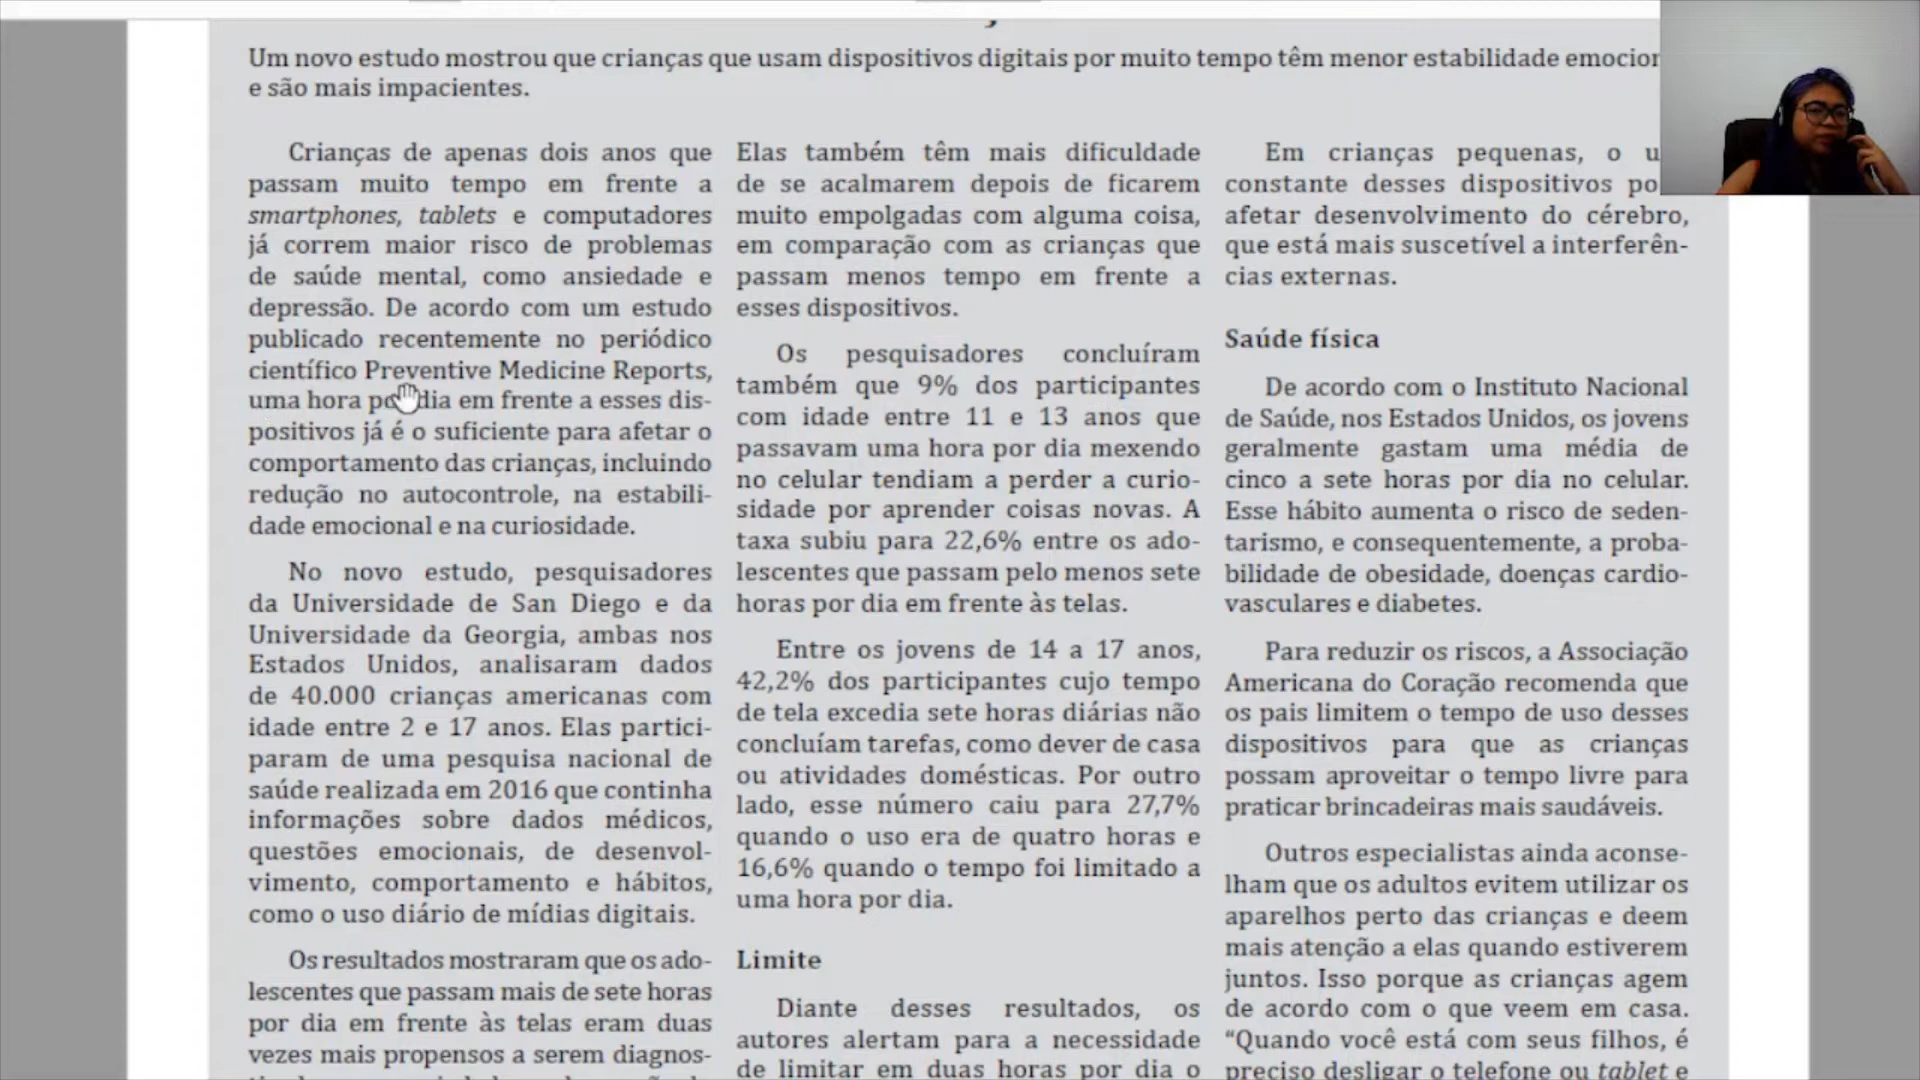 Um novo estudo mostrou que crianças que usam dispositivos digitais por muito tempo têm menor estabilidade
e são mais impacientes.
Crianças de apenas dois anos que
passam muito tempo em frente a
smartphones, tablets e computadores
já correm maior risco de problemas
de saúde mental, como ansiedade e
depressão. De acordo com um estudo
publicado recentemente no periódico
científico Preventive Medicine Reports,
uma hora por dia em frente a esses dis-
positivos já é o suficiente para afetar o
comportamento das crianças, incluindo
redução no autocontrole, na estabili-
dade emocional e na curiosidade.
No novo estudo, pesquisadores
da Universidade de San Diego e da
Universidade da Georgia, ambas nos
Estados Unidos, analisaram dados
de 40.000 crianças americanas com
idade entre 2 e 17 anos. Elas partici-
param de uma pesquisa nacional de
saúde realizada em 2016 que continha
informações sobre dados médicos,
questões emocionais, de desenvol-
vimento, comportamento e hábitos,
como o uso diário de mídias digitais.
Os resultados mostraram que os ado-
lescentes que passam mais de sete horas
por dia em frente às telas eram duas
vezes mais propensos a serem diagnos-
Elas também têm mais dificuldade
de se acalmarem depois de ficarem
muito empolgadas com alguma coisa,
em comparação com as crianças que
passam menos tempo em frente a
esses dispositivos.
Os pesquisadores concluíram
também que 9% dos participantes
com idade entre 11 e 13 anos que
passavam uma hora por dia mexendo
no celular tendiam a perder a curio-
sidade por aprender coisas novas. A
taxa subiu para 22,6% entre os ado-
lescentes que passam pelo menos sete
horas por dia em frente às telas.
Entre os jovens de 14 a 17 anos,
42,2% dos participantes cujo tempo
de tela excedia sete horas diárias não
concluíam tarefas, como dever de casa
ou atividades domésticas. Por outro
lado, esse número caiu para 27,7%
quando o uso era de quatro horas e
16,6% quando o tempo foi limitado a
uma hora por dia.
Limite
Diante desses resultados, os
autores alertam para a necessidade
de limitar em duas horas por dia o
Em crianças pequenas, o
constante desses dispositivos
afetar desenvolvimento do cérebro,
que está mais suscetível a interferên-
cias externas.
Saúde física
De acordo com o Instituto Nacional
de Saúde, nos Estados Unidos, os jovens
geralmente gastam uma média de
cinco a sete horas por dia no celular.
Esse hábito aumenta o risco de seden-
tarismo, e consequentemente, a proba-
bilidade de obesidade, doenças cardio-
vasculares e diabetes.
Para reduzir os riscos, a Associação
Americana do Coração recomenda que
os pais limitem o tempo de uso desses
dispositivos para que as crianças
possam aproveitar o tempo livre para
praticar brincadeiras mais saudáveis.
Outros especialistas ainda aconse-
lham que os adultos evitem utilizar os
aparelhos perto das crianças e deem
mais atenção a elas quando estiverem
juntos. Isso porque as crianças agem
de acordo com o que veem em casa.
“Quando você está com seus filhos, é
preciso desligar o telefone ou tablet e